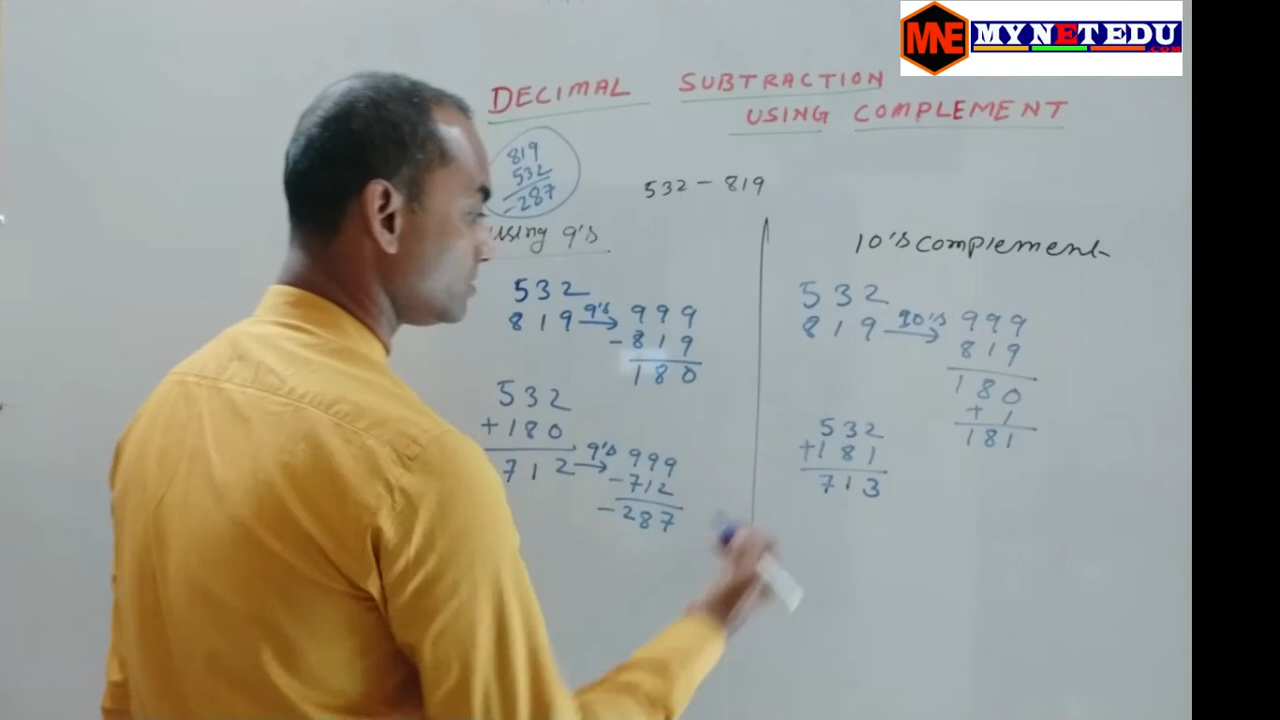 MNE MYNETEDU
.COM
DECIMAL SUBTRACTION
USING COMPLEMENT
819
532
-287
532 - 819
using 9's
532
819 9's → 999
- 819
180
532
+ 180
712 9's → 999
- 712
- 287
10's complement
532
819 10's → 999
819
180
+ 1
181
532
+ 181
713